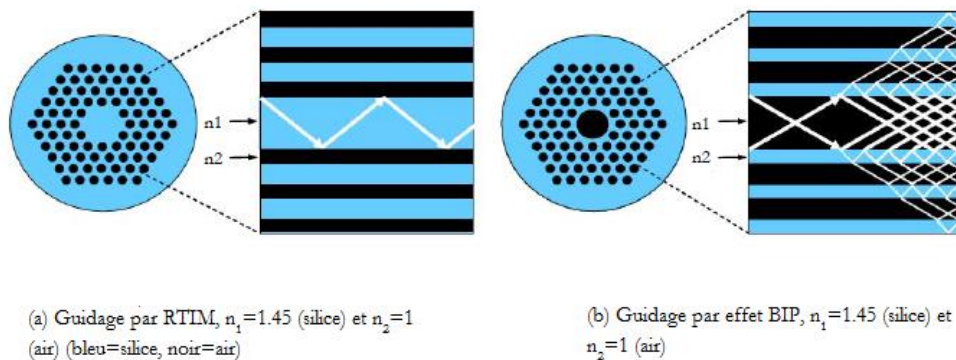 n1
n2
n1
n2
(a) Guidage par RTIM, n₁=1.45 (silice) et n₂=1
(air) (bleu=silice, noir=air)
(b) Guidage par effet BIP, n₁=1.45 (silice) et
n₂=1 (air)